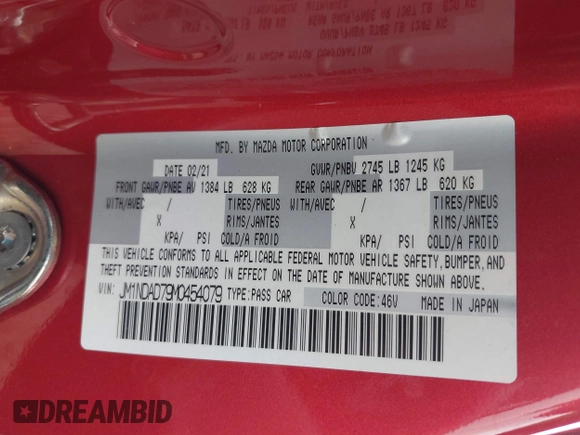 MFD. BY MAZDA MOTOR CORPORATION
DATE 02/21 GVWR/PNBV 2745 LB 1245 KG
FRONT GAWR/PNBE AV 1384 LB 628 KG REAR GAWR/PNBE AR 1367 LB 620 KG
WITH/AVEC / TIRES/PNEUS WITH/AVEC / TIRES/PNEUS
X RIMS/JANTES X RIMS/JANTES
KPA/ PSI COLD/A FROID KPA/ PSI COLD/A FROID
THIS VEHICLE CONFORMS TO ALL APPLICABLE FEDERAL MOTOR VEHICLE SAFETY,BUMPER,AND
THEFT PREVENTION STANDARDS IN EFFECT ON THE DATE OF MANUFACTURE SHOWN ABOVE.
VIN: JM1NDAD79M0454079 TYPE:PASS CAR COLOR CODE:46V MADE IN JAPAN
DREAMBID